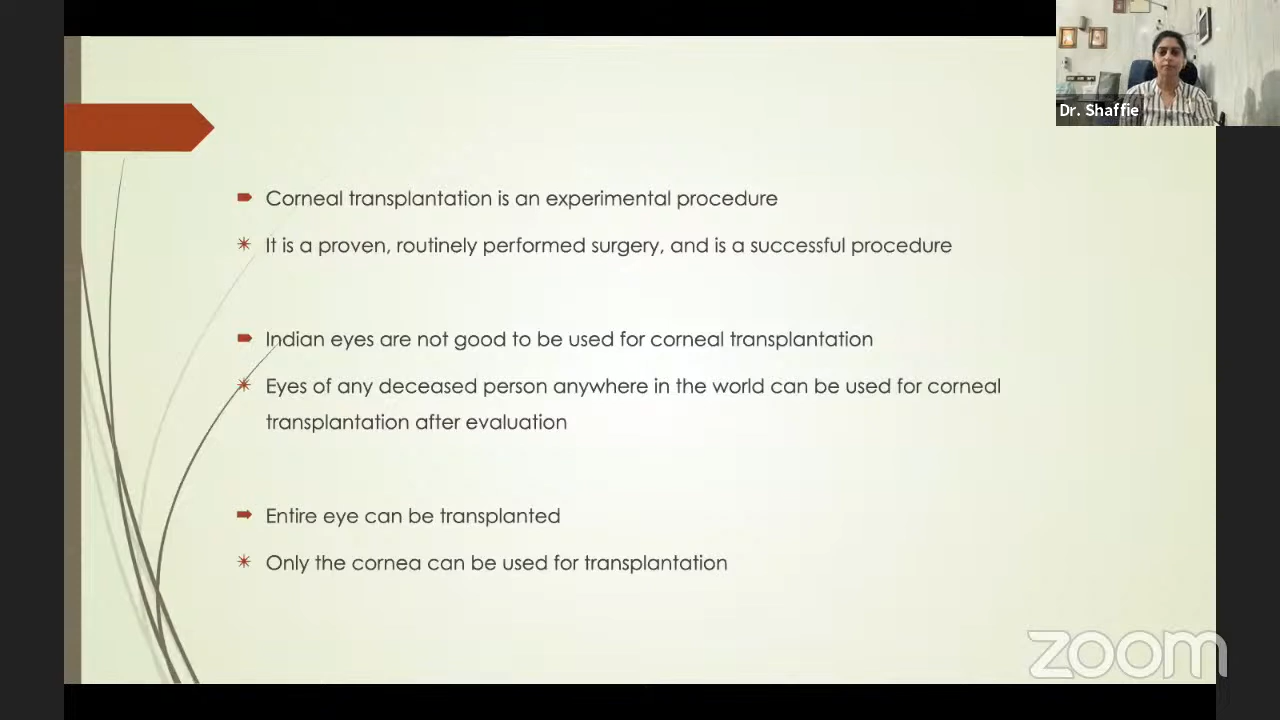 Dr. Shaffie
Corneal transplantation is an experimental procedure
It is a proven, routinely performed surgery, and is a successful procedure
Indian eyes are not good to be used for corneal transplantation
Eyes of any deceased person anywhere in the world can be used for corneal
transplantation after evaluation
Entire eye can be transplanted
Only the cornea can be used for transplantation
zoom